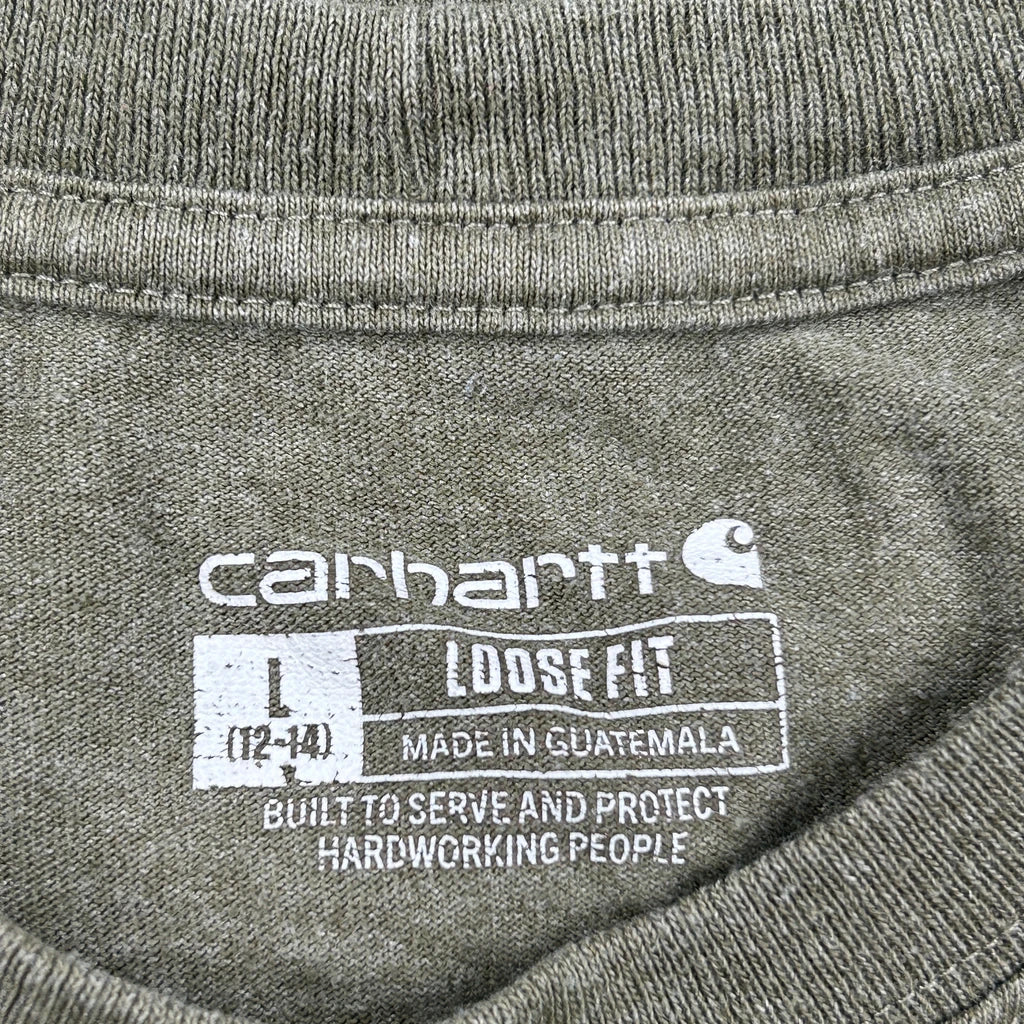 carhartt
L
(12-14)
LOOSE FIT
MADE IN GUATEMALA
BUILT TO SERVE AND PROTECT
HARDWORKING PEOPLE